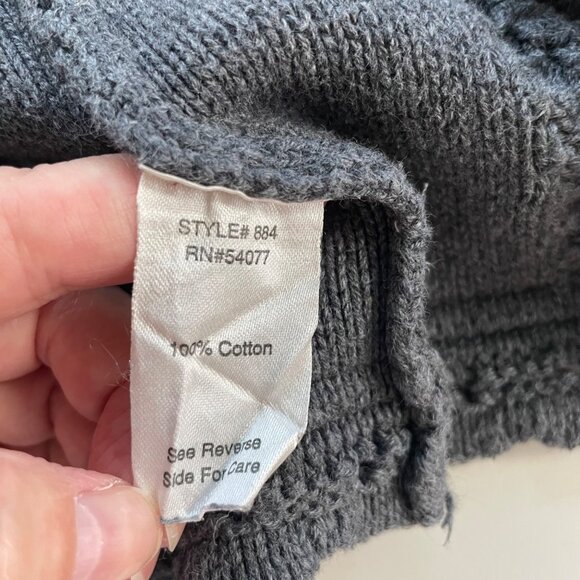 STYLE# 884
RN#54077
100% Cotton
See Reverse
Side For Care